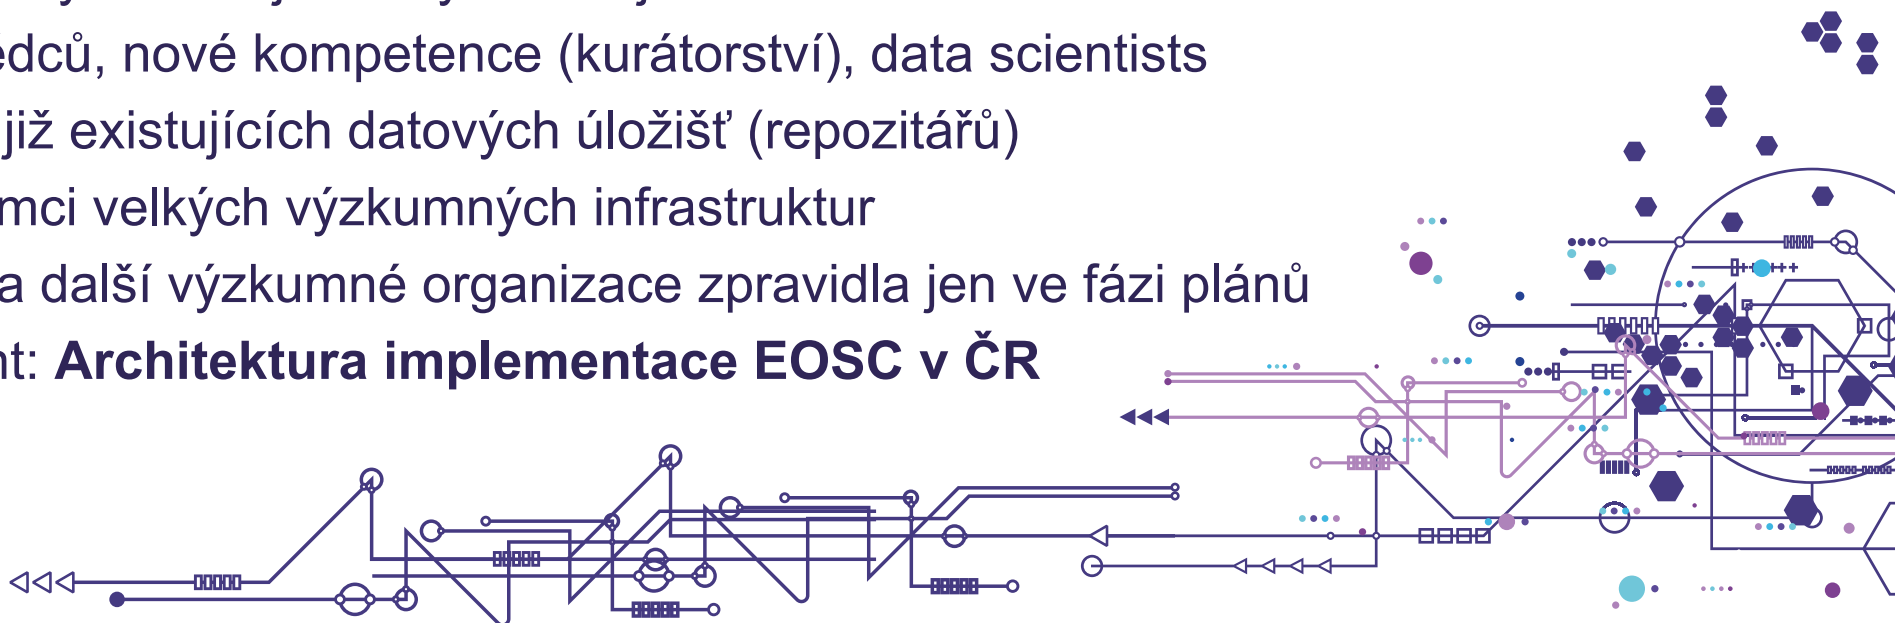 édců, nové kompetence (kurátorství), data scientists
již existujících datových úložišť (repozitářů)
mci velkých výzkumných infrastruktur
a další výzkumné organizace zpravidla jen ve fázi plánů
nt: Architektura implementace EOSC v ČR